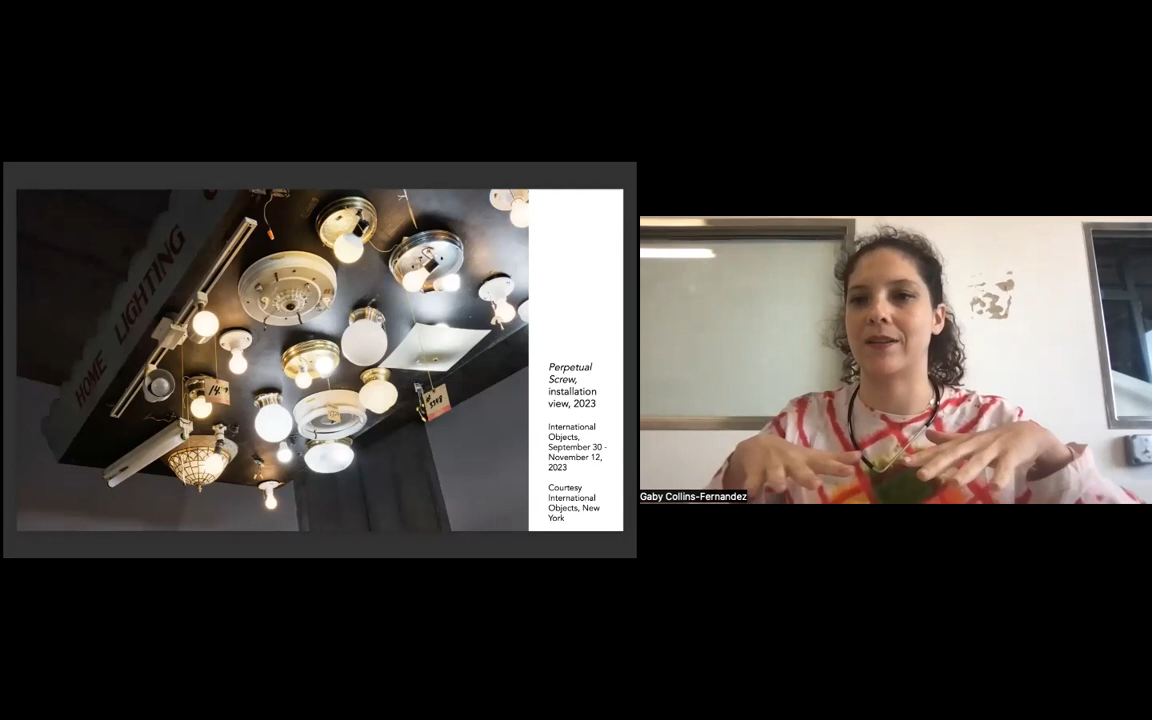 HOME LIGHTING
14.
Perpetual
Screw,
installation
view, 2023
International
Objects,
September 30 -
November 12,
2023
Courtesy
International
Objects, New
York
Gaby Collins-Fernandez